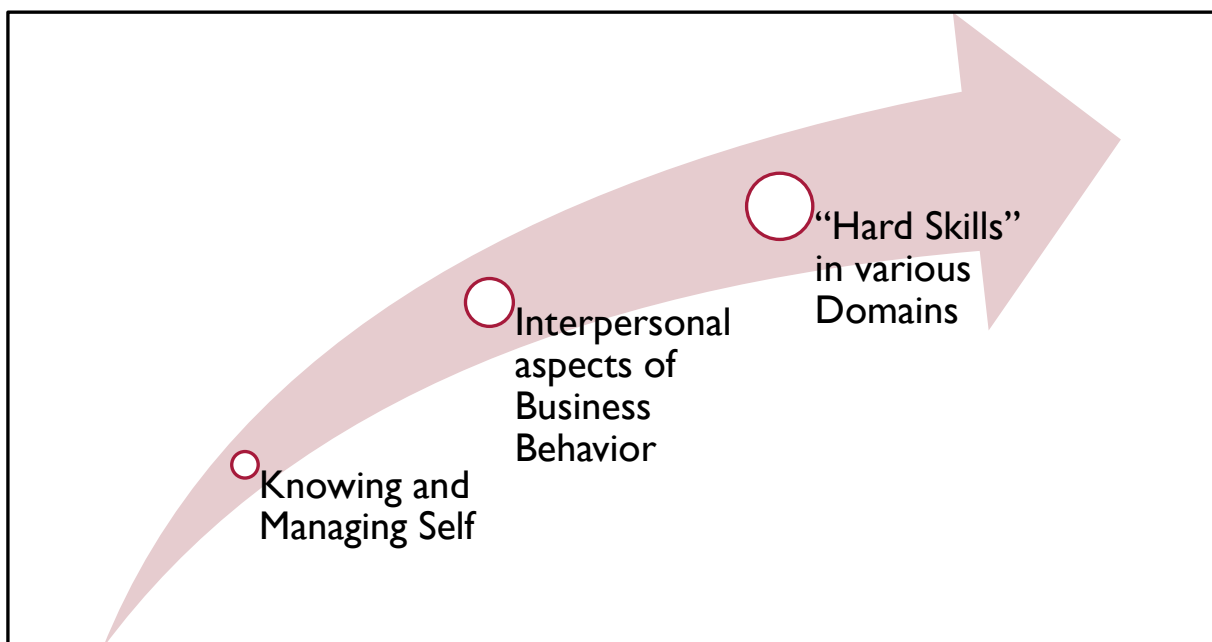 Knowing and
Managing Self
Interpersonal
aspects of
Business
Behavior
“Hard Skills”
in various
Domains